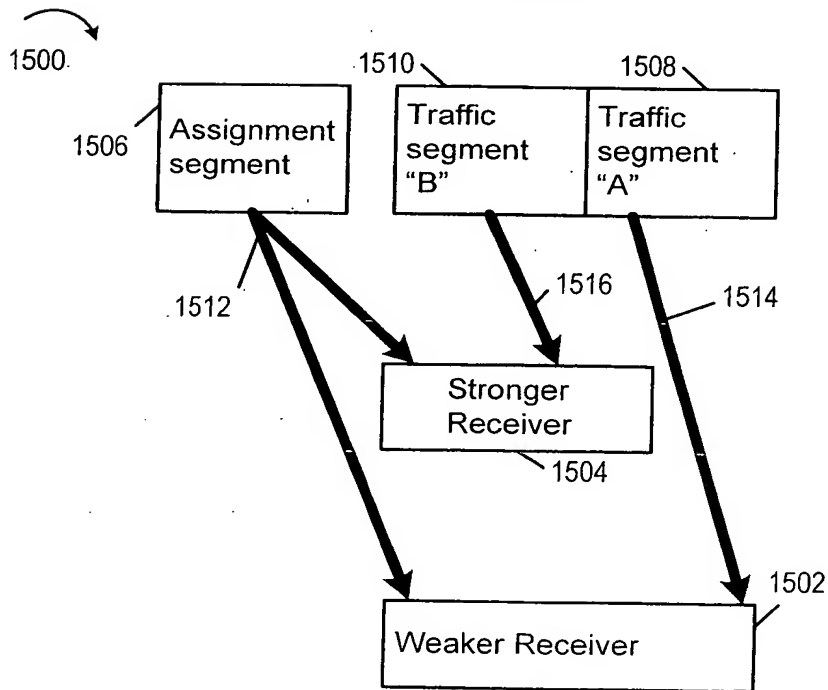 1500
1506
Assignment
segment
1510
Traffic
segment
"B"
1508
Traffic
segment
"A"
1512
1516
1514
Stronger
Receiver
1504
1502
Weaker Receiver